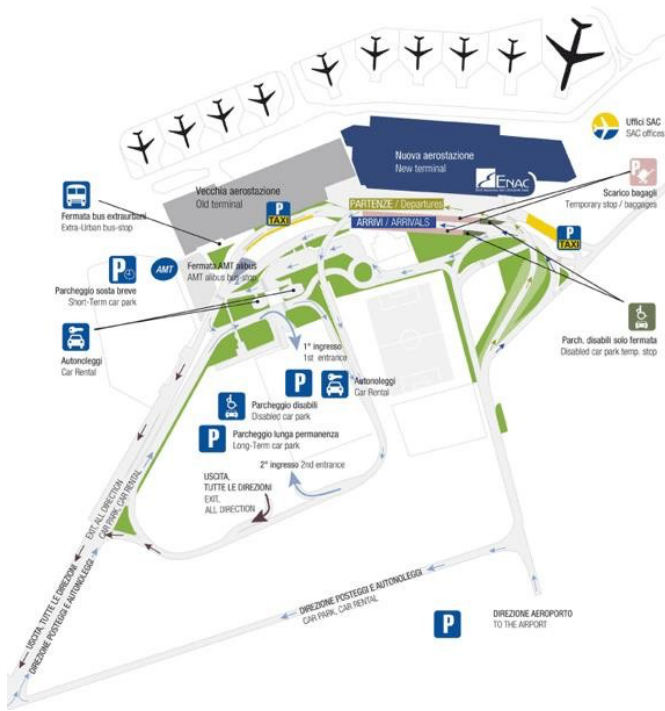 Uffici SAC
SAC offices
Nuova aerostazione
New terminal
ENAC
Scarico bagagli
Temporary stop / baggages
Vecchia aerostazione
Old terminal
PARTENZE / Departures
ARRIVI / ARRIVALS
P
TAXI
P
TAXI
Fermata bus extraurbani
Extra-Urban bus-stop
AMT
Fermata AMT alibus
AMT alibus bus-stop
P
Parcheggio sosta breve
Short-Term car park
Parch. disabili solo fermata
Disabled car park temp. stop
Autonoleggi
Car Rental
1° ingresso
1st entrance
P
Autonoleggi
Car Rental
Parcheggio disabili
Disabled car park
P
Parcheggio lunga permanenza
Long-Term car park
2° ingresso 2nd entrance
USCITA,
TUTTE LE DIREZIONI
EXIT,
ALL DIRECTION
EXIT, ALL DIRECTION
CAR PARK, CAR RENTAL
USCITA, TUTTE LE DIREZIONI
DIREZIONE POSTEGGI E AUTONOLEGGI
DIREZIONE POSTEGGI E AUTONOLEGGI
CAR PARK, CAR RENTAL
P
DIREZIONE AEROPORTO
TO THE AIRPORT